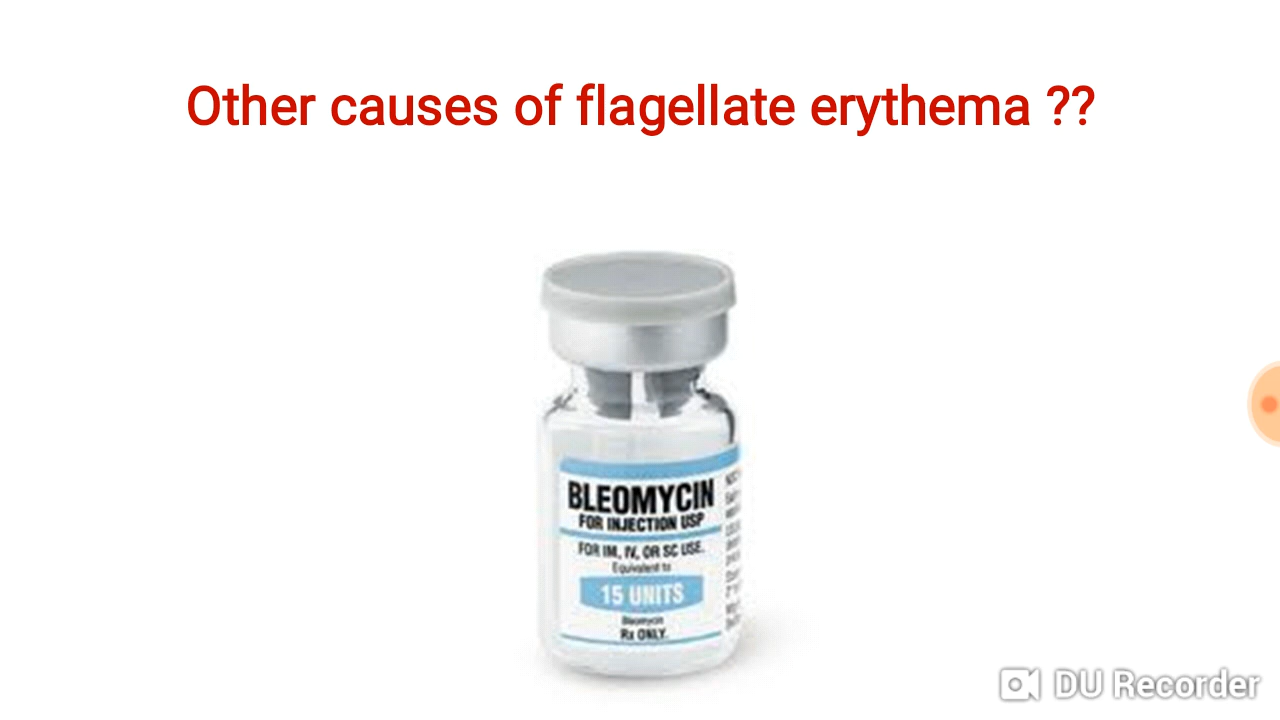 Other causes of flagellate erythema ??
BLEOMYCIN
FOR INJECTION USP
FOR IM, IV, OR SC USE.
Equivalent to
15 UNITS
Bleomycin
Rx ONLY.
DU Recorder